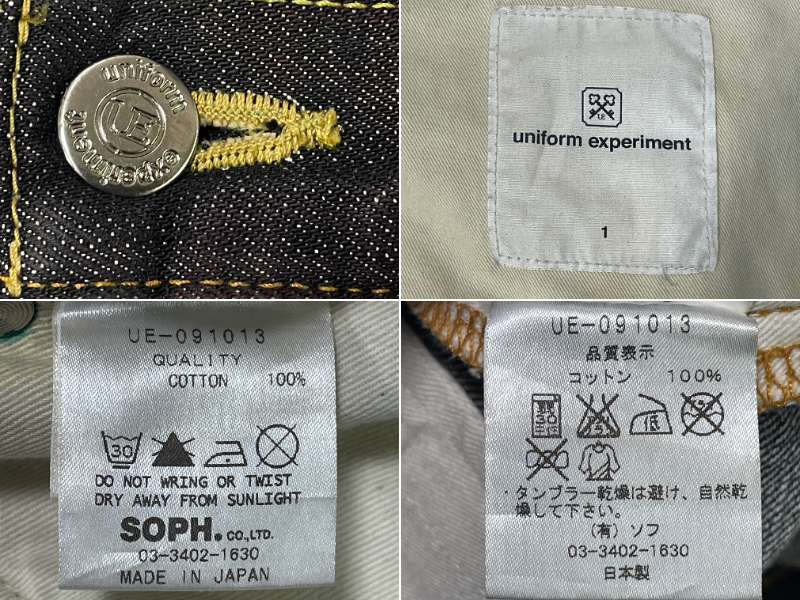 uniform
UE
experiment
UE
uniform experiment
1
UE-091013
QUALITY
COTTON 100%
30
DO NOT WRING OR TWIST
DRY AWAY FROM SUNLIGHT
SOPH. CO.,LTD.
03-3402-1630
MADE IN JAPAN
UE-091013
品質表示
コットン 100%
30
低
・タンブラー乾燥は避け、自然乾
燥して下さい。
(有)ソフ
03-3402-1630
日本製